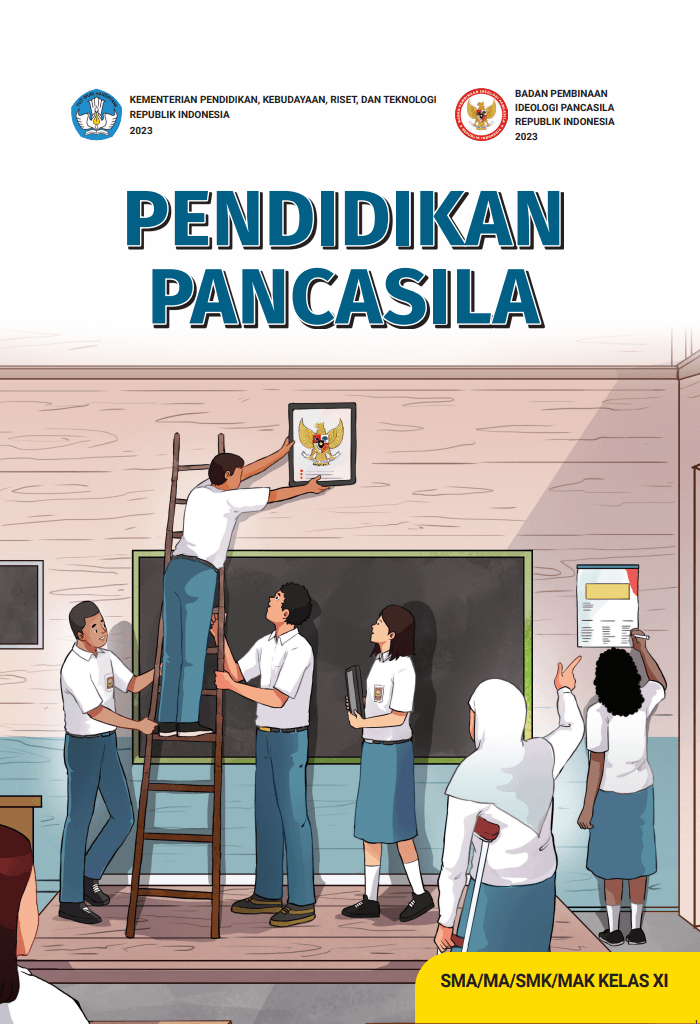 KEMENTERIAN PENDIDIKAN, KEBUDAYAAN, RISET, DAN TEKNOLOGI
REPUBLIK INDONESIA
2023
BADAN PEMBINAAN
IDEOLOGI PANCASILA
REPUBLIK INDONESIA
2023
PENDIDIKAN
PANCASILA
SMA/MA/SMK/MAK KELAS XI